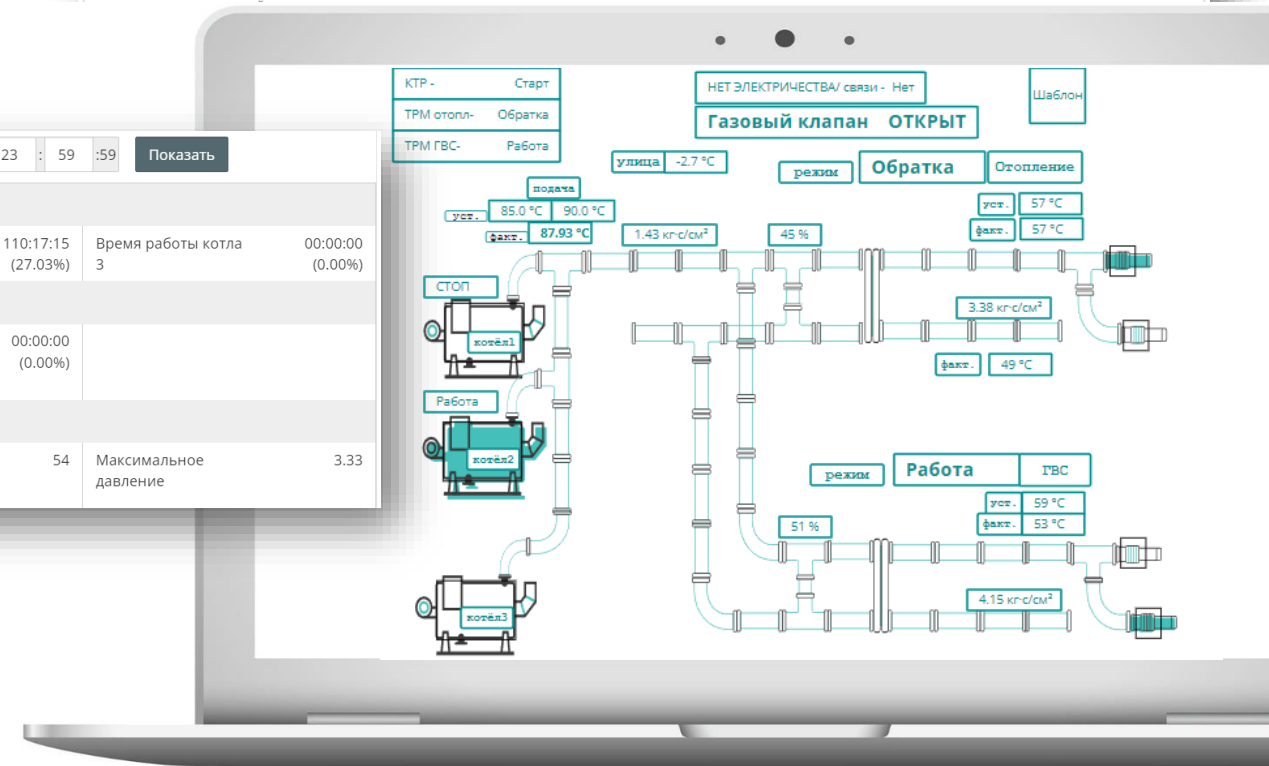 КТР - Старт
ТРМ отопл- Обратка
ТРМ ГВС- Работа
НЕТ ЭЛЕКТРИЧЕСТВА/ связи - Нет
Газовый клапан ОТКРЫТ
Шаблон
23 : 59 :59 Показать
улица -2.7 °C
режим Обратка Отопление
подача
уст. 85.0 °C 90.0 °C
факт. 87.93 °C
1.43 кг·с/см²
45 %
уст. 57 °C
факт. 57 °C
110:17:15
(27.03%)
Время работы котла
3
00:00:00
(0.00%)
СТОП
котёл1
3.38 кг·с/см²
00:00:00
(0.00%)
факт. 49 °C
Работа
котёл2
54
Максимальное
давление
3.33
режим Работа ГВС
уст. 59 °C
факт. 53 °C
51 %
котёл3
4.15 кг·с/см²